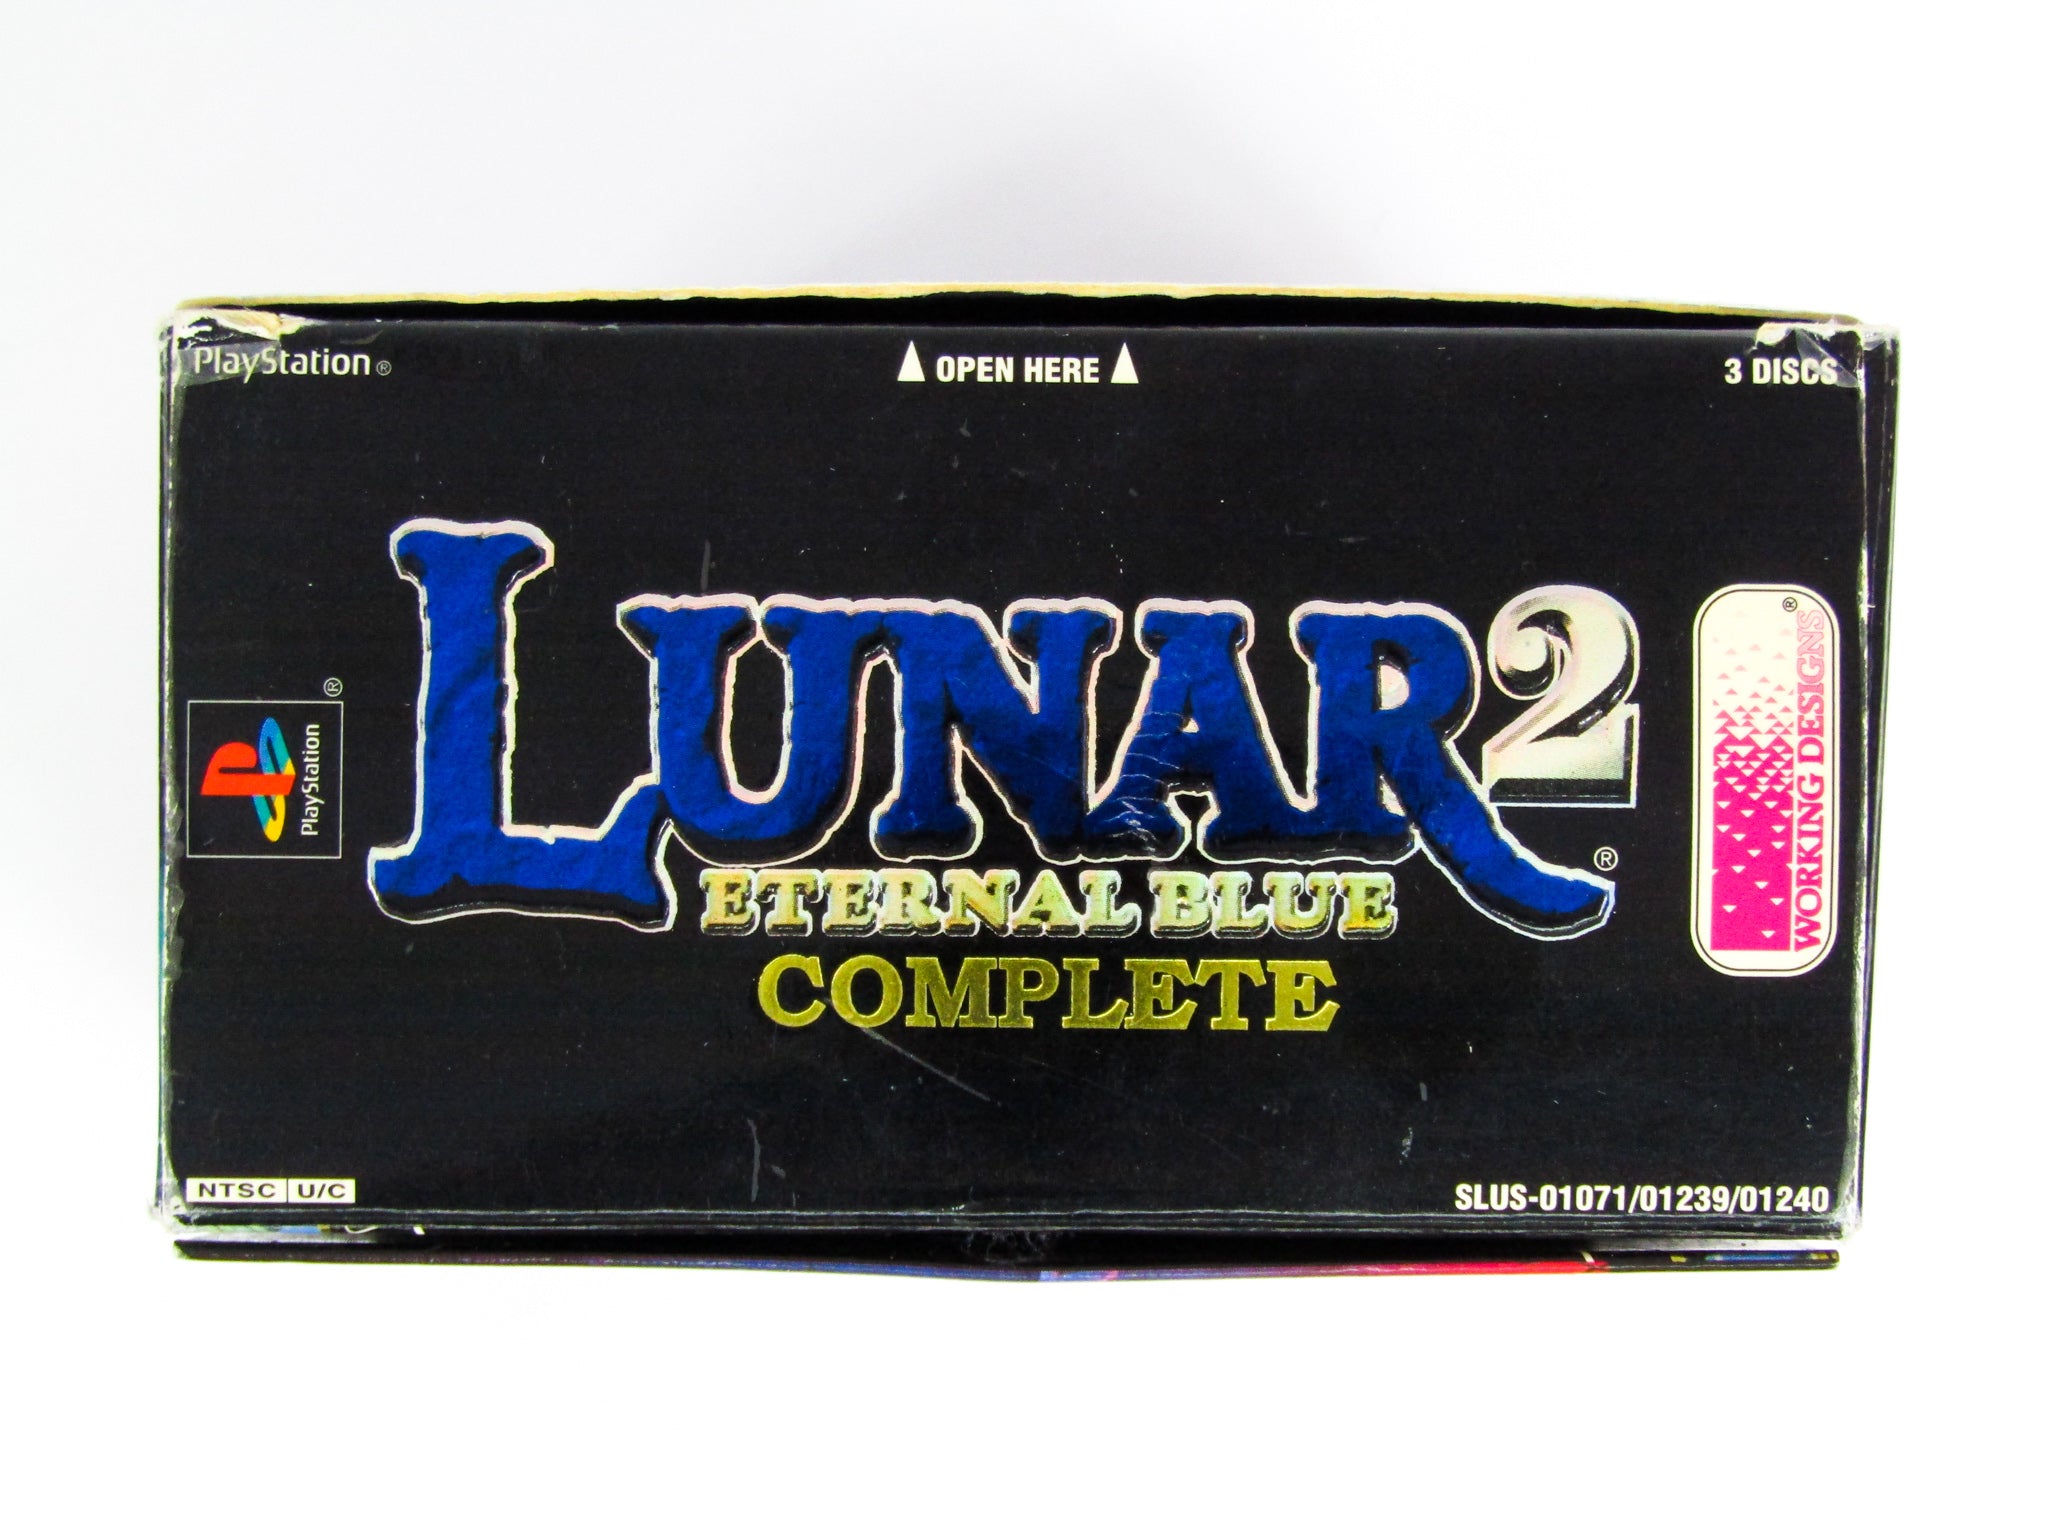 PlayStation®
▲ OPEN HERE ▲
3 DISCS
LUNAR2®
ETERNAL BLUE
COMPLETE
PlayStation®
WORKING DESIGNS®
NTSC U/C
SLUS-01071/01239/01240